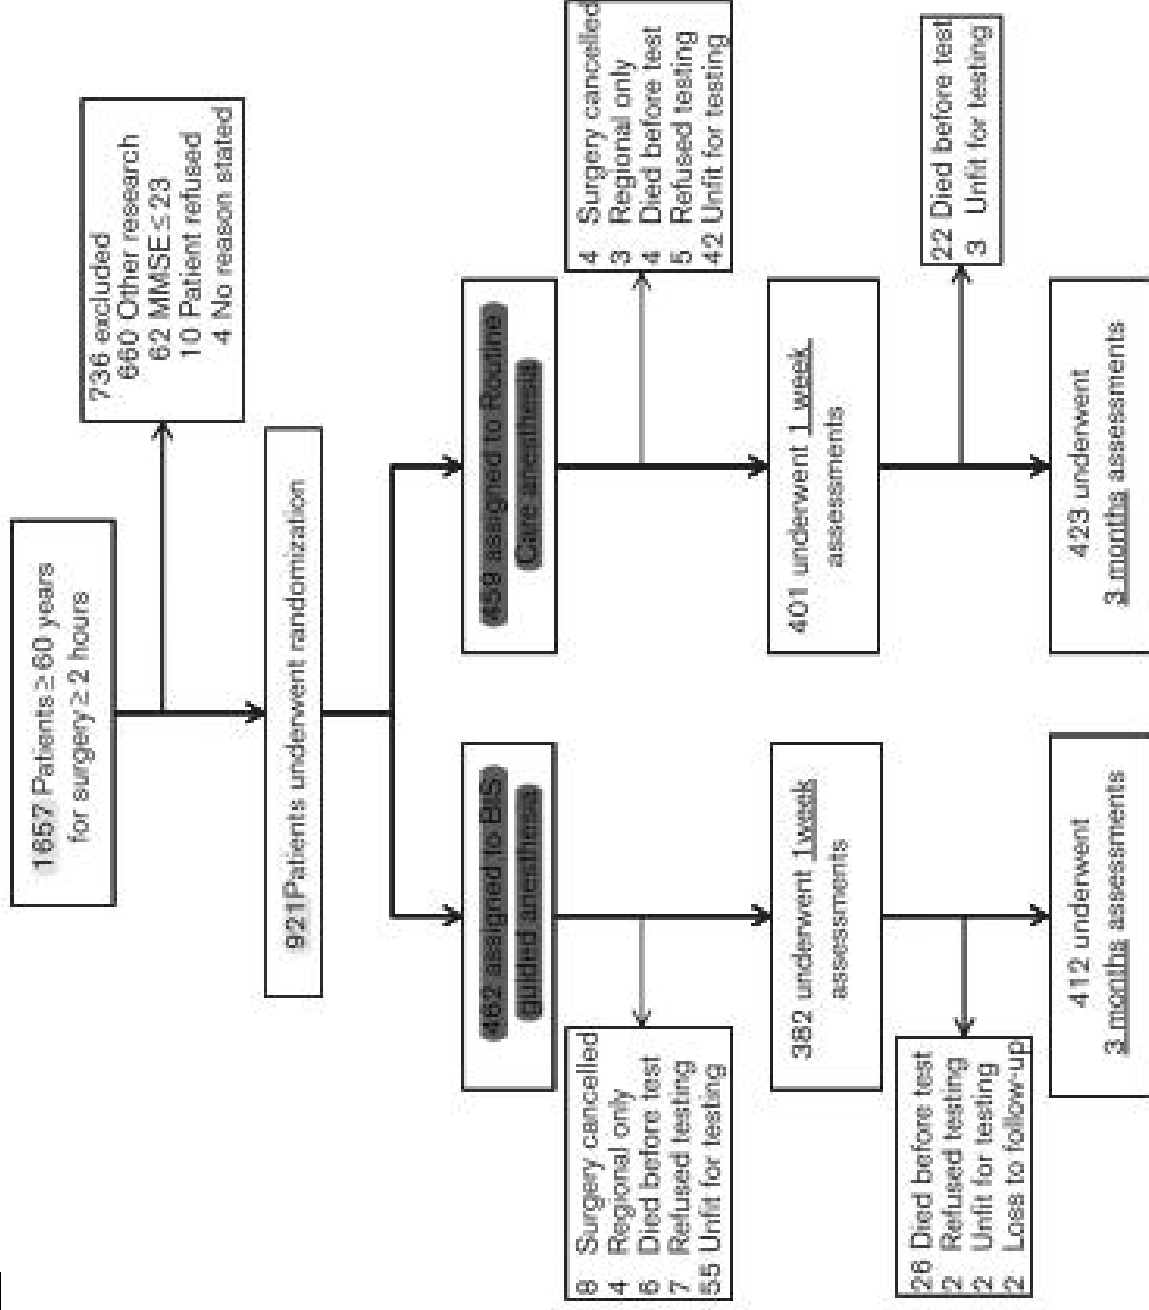 1657 Patients ≥ 60 years
for surgery ≥ 2 hours
736 excluded
660 Other research
62 MMSE ≤ 23
10 Patient refused
4 No reason stated
921Patients underwent randomization
462 assigned to BIS
guided anesthesia
459 assigned to Routine
Care anesthesia
8 Surgery cancelled
4 Regional only
6 Died before test
7 Refused testing
55 Unfit for testing
4 Surgery cancelled
3 Regional only
4 Died before test
5 Refused testing
42 Unfit for testing
382 underwent 1week
assessments
401 underwent 1 week
assessments
26 Died before test
2 Refused testing
2 Unfit for testing
2 Loss to follow-up
22 Died before test
3 Unfit for testing
412 underwent
3 months assessments
423 underwent
3 months assessments